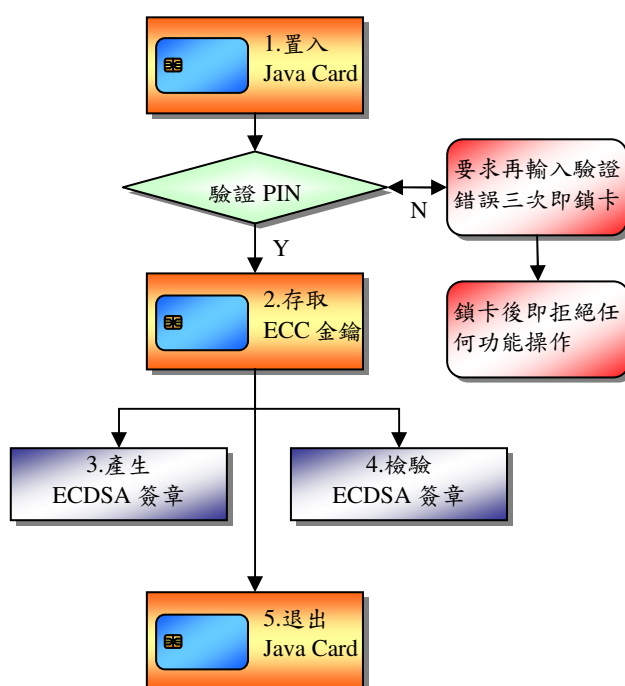 1.置入
Java Card
驗證 PIN
N
要求再輸入驗證
錯誤三次即鎖卡
Y
2.存取
ECC 金鑰
鎖卡後即拒絕任
何功能操作
3.產生
ECDSA 簽章
4.檢驗
ECDSA 簽章
5.退出
Java Card